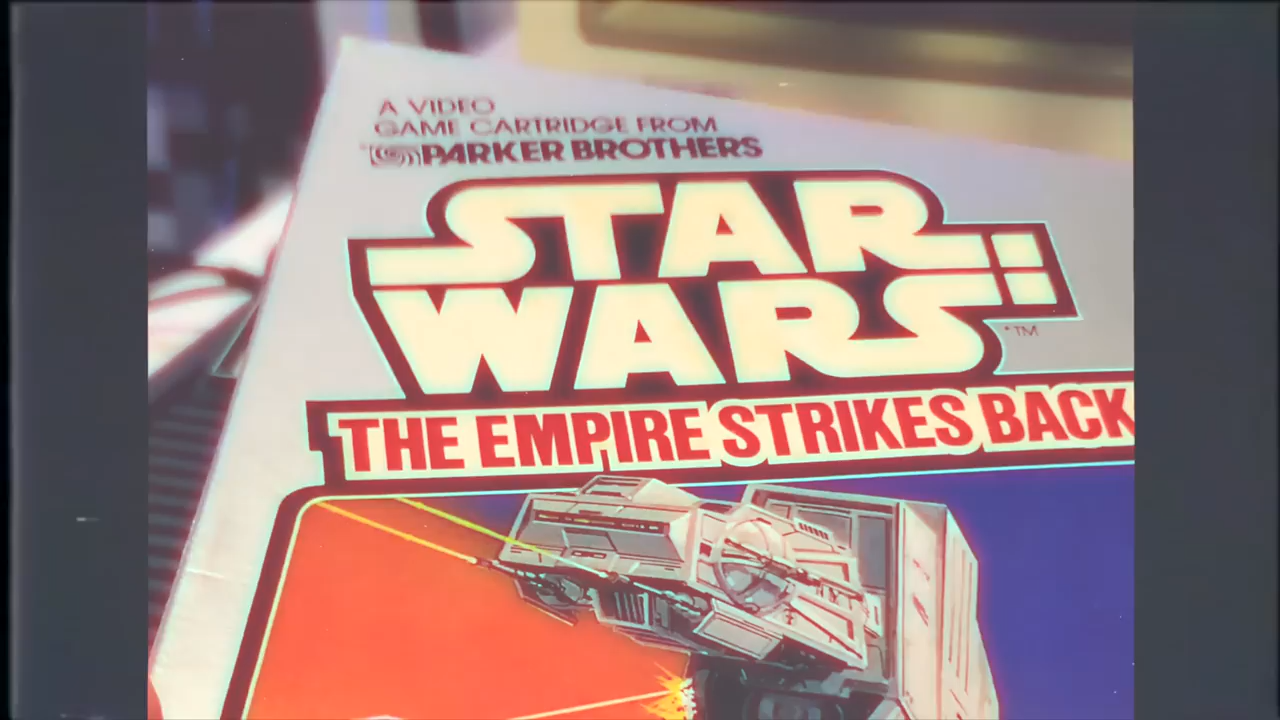 A VIDEO
GAME CARTRIDGE FROM
PARKER BROTHERS
STAR
WARS
*TM
THE EMPIRE STRIKES BACK